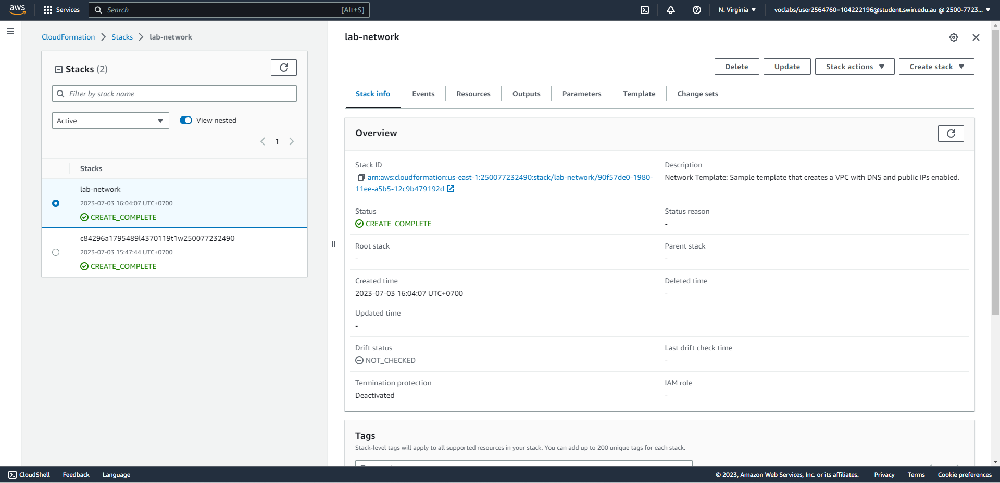 aws
Services
Search
[Alt+S]
N. Virginia
voclabs/user2564760=104222196@student.swin.edu.au @ 2500-7723...
CloudFormation
Stacks
lab-network
Stacks (2)
Filter by stack name
Active
View nested
1
Stacks
lab-network
2023-07-03 16:04:07 UTC+0700
CREATE_COMPLETE
c84296a1795489l4370119t1w250077232490
2023-07-03 15:47:44 UTC+0700
CREATE_COMPLETE
lab-network
Delete
Update
Stack actions
Create stack
Stack info
Events
Resources
Outputs
Parameters
Template
Change sets
Overview
Stack ID
arn:aws:cloudformation:us-east-1:250077232490:stack/lab-network/90f57de0-1980-
11ee-a5b5-12c9b479192d
Description
Network Template: Sample template that creates a VPC with DNS and public IPs enabled.
Status
CREATE_COMPLETE
Status reason
-
Root stack
-
Parent stack
-
Created time
2023-07-03 16:04:07 UTC+0700
Deleted time
-
Updated time
-
Drift status
NOT_CHECKED
Last drift check time
-
Termination protection
Deactivated
IAM role
-
Tags
Stack-level tags will apply to all supported resources in your stack. You can add up to 200 unique tags for each stack.
CloudShell
Feedback
Language
© 2023, Amazon Web Services, Inc. or its affiliates.
Privacy
Terms
Cookie preferences